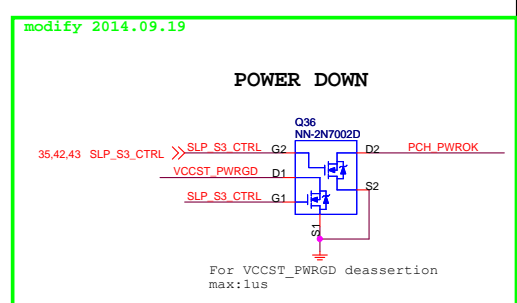 modify 2014.09.19
POWER DOWN
Q36
NN-2N7002D
35,42,43 SLP_S3_CTRL SLP_S3_CTRL G2 D2 PCH_PWROK
VCCST_PWRGD D1
S2
SLP_S3_CTRL G1
S1
For VCCST_PWRGD deassertion
max:1us